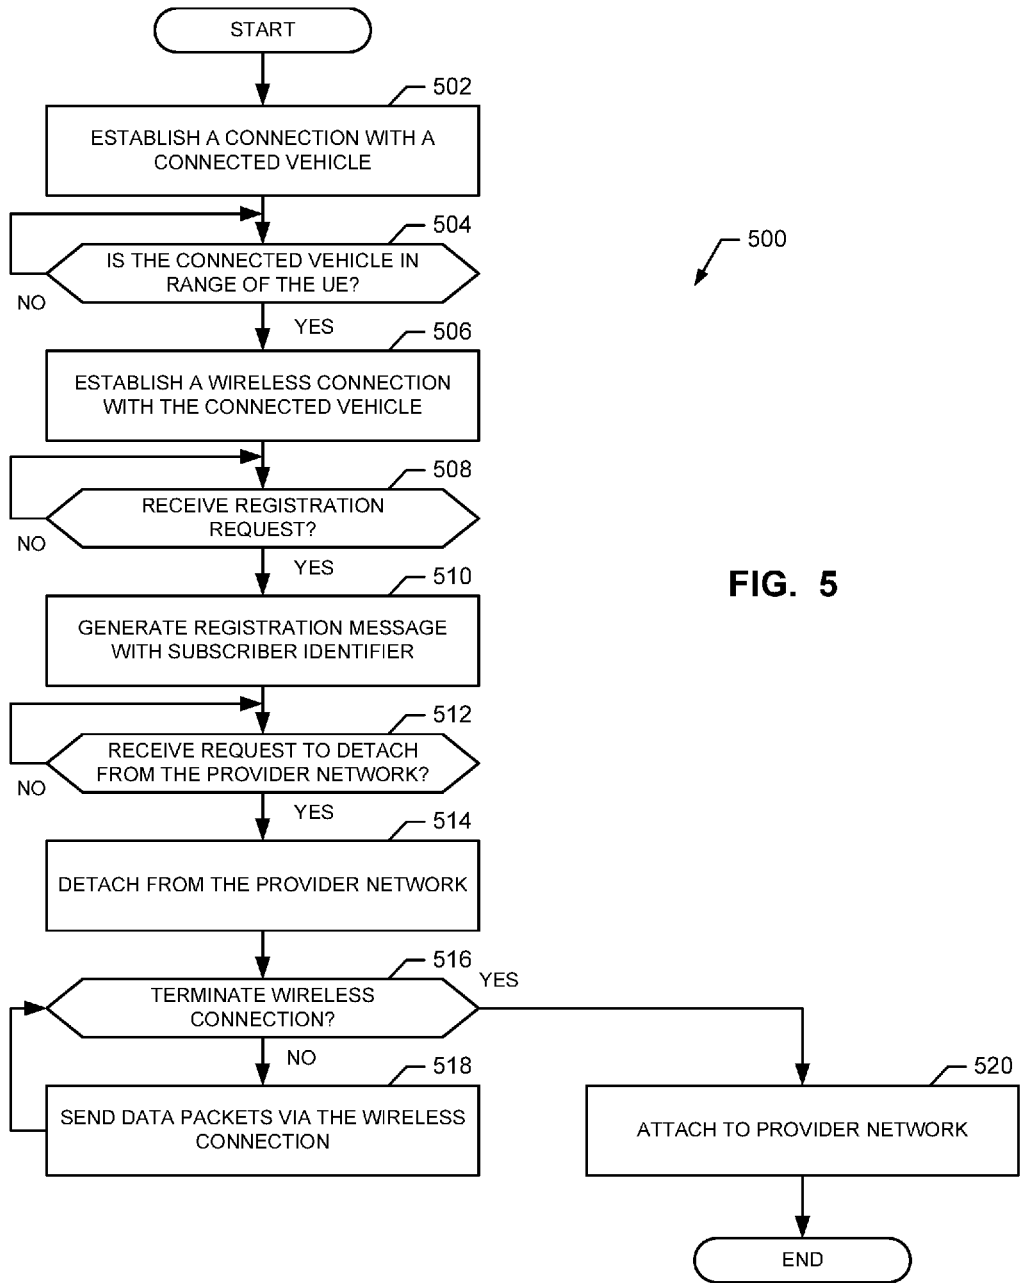 START
502
ESTABLISH A CONNECTION WITH A
CONNECTED VEHICLE
504
IS THE CONNECTED VEHICLE IN
RANGE OF THE UE?
500
NO
YES
506
ESTABLISH A WIRELESS CONNECTION
WITH THE CONNECTED VEHICLE
508
RECEIVE REGISTRATION
REQUEST?
NO
YES
FIG. 5
510
GENERATE REGISTRATION MESSAGE
WITH SUBSCRIBER IDENTIFIER
512
RECEIVE REQUEST TO DETACH
FROM THE PROVIDER NETWORK?
NO
YES
514
DETACH FROM THE PROVIDER NETWORK
516
YES
TERMINATE WIRELESS
CONNECTION?
NO
518
520
SEND DATA PACKETS VIA THE WIRELESS
CONNECTION
ATTACH TO PROVIDER NETWORK
END